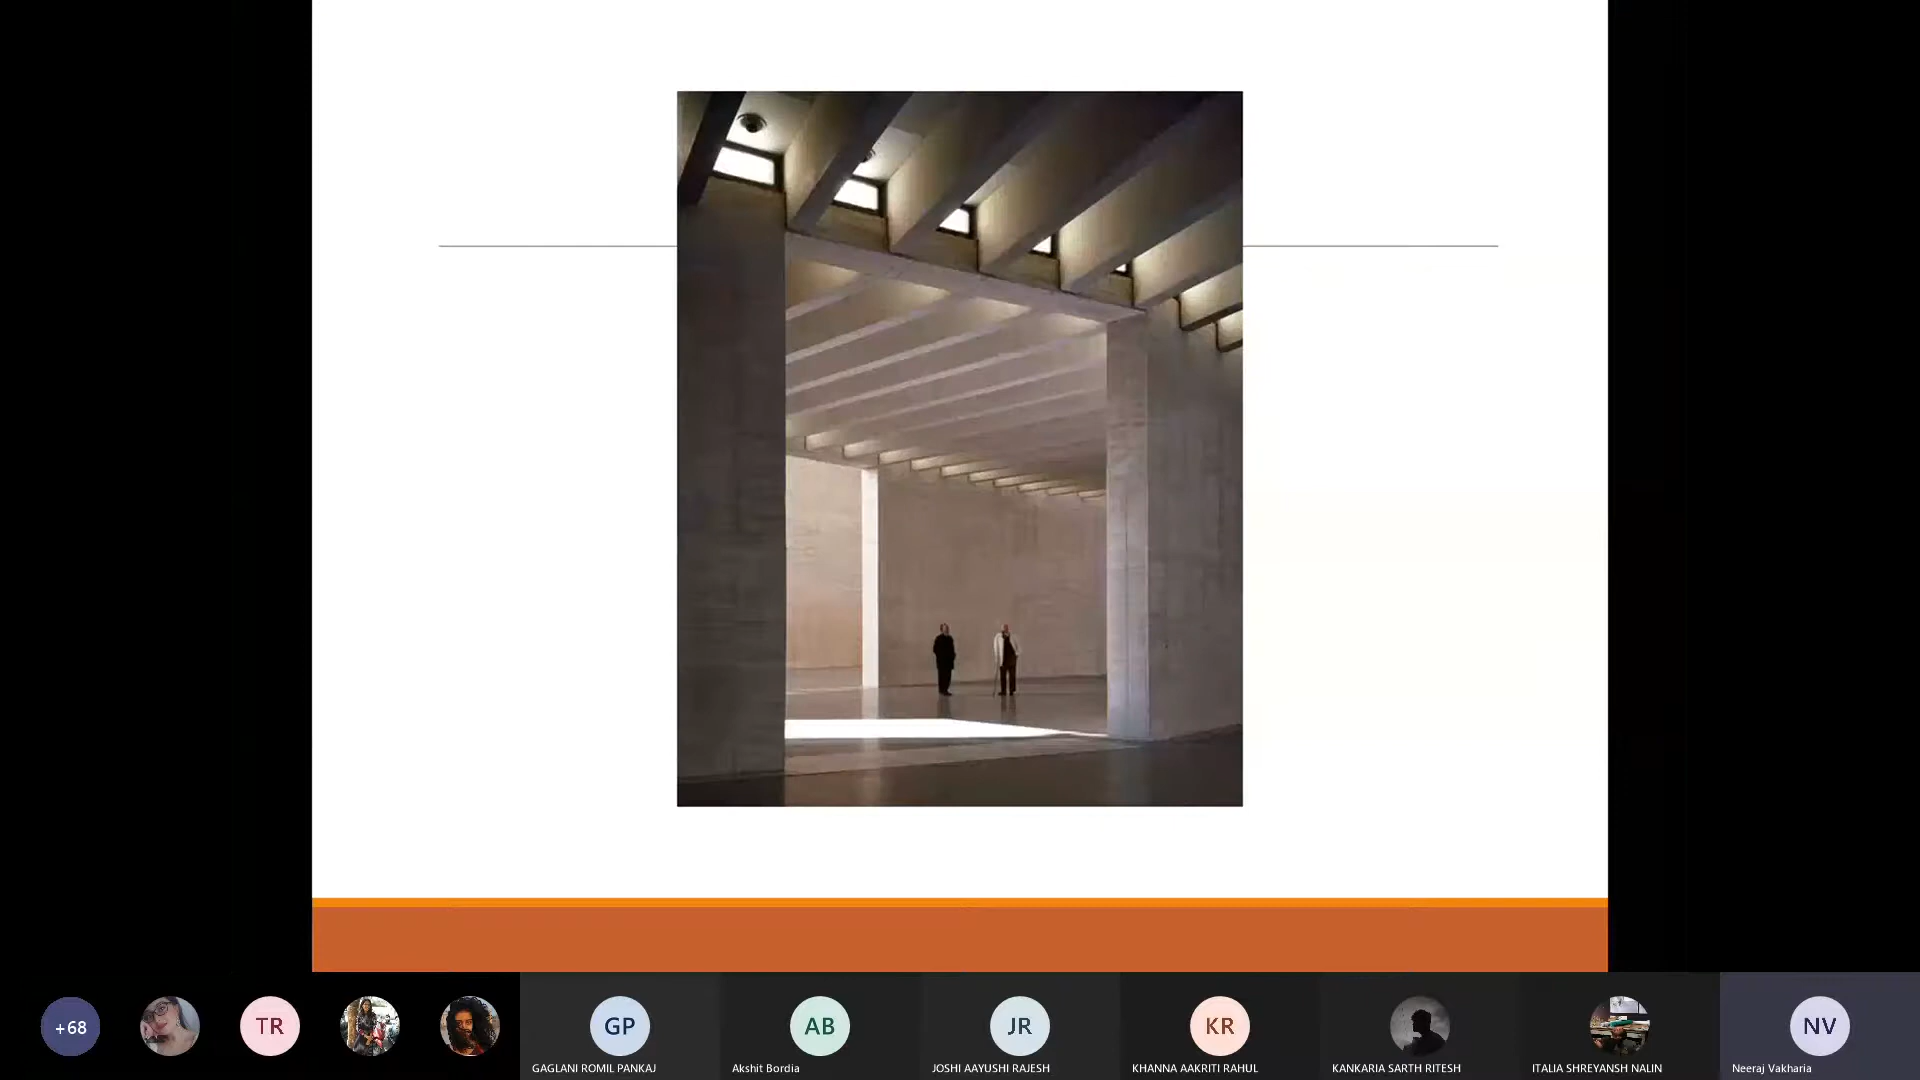 +68
TR
GP
AB
JR
KR
NV
GAGLANI ROMIL PANKAJ
Akshit Bordia
JOSHI AAYUSHI RAJESH
KHANNA AAKRITI RAHUL
KANKARIA SARTH RITESH
ITALIA SHREYANSH NALIN
Neeraj Vakharia